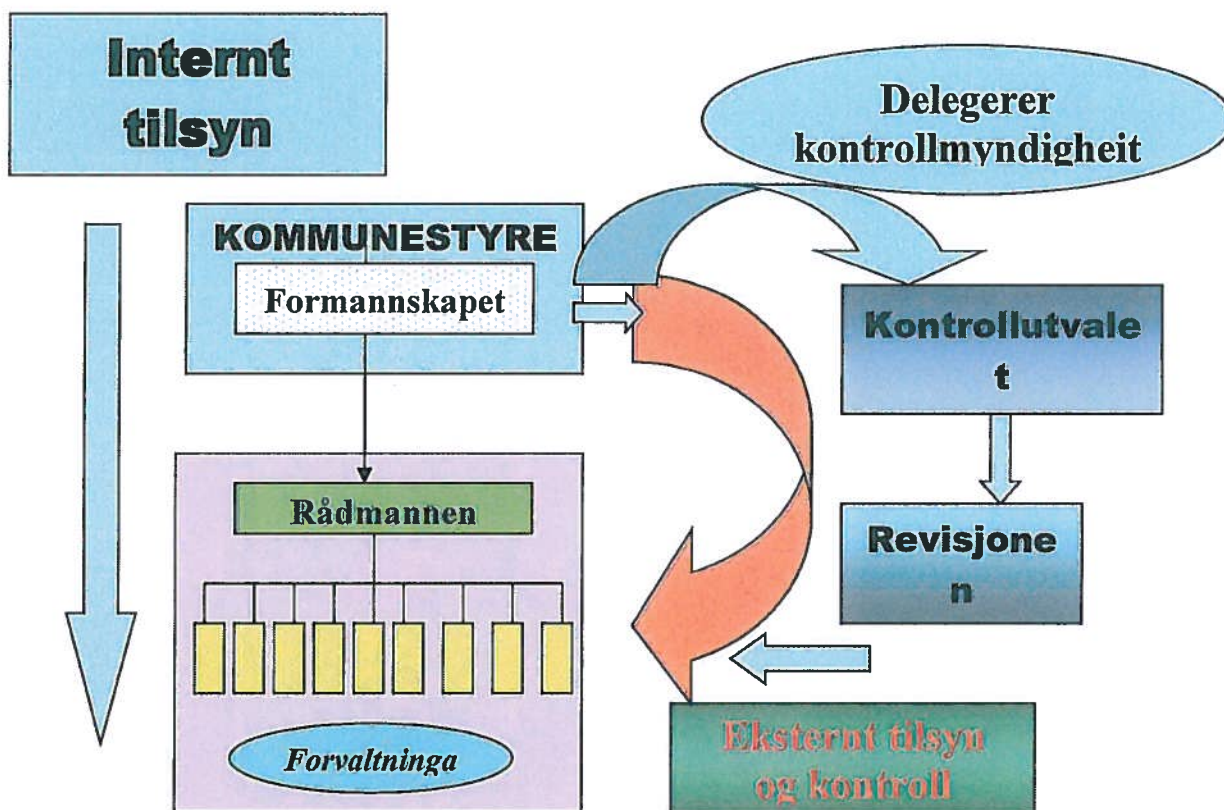 Internt
tilsyn
Delegerer
kontrollmyndigheit
KOMMUNESTYRE
Formannskapet
Kontrollutvale
t
Rådmannen
Revisjone
n
Forvaltninga
Eksternt tilsyn
og kontroll